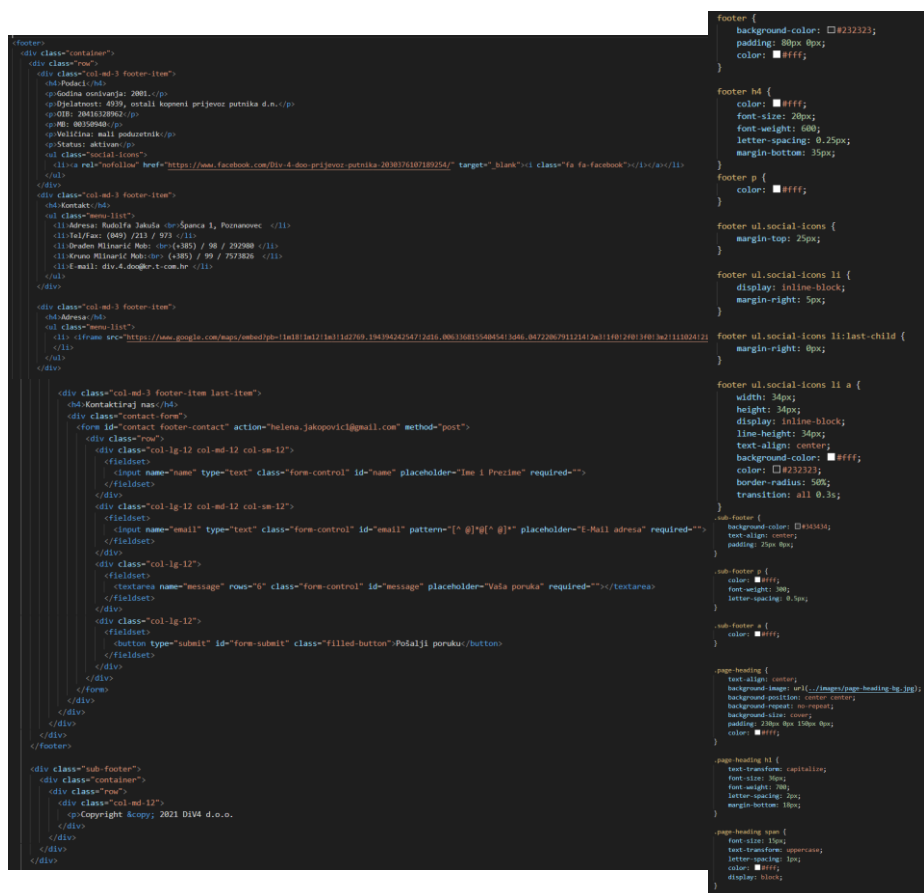 <footer>
<div class="container">
<div class="row">
<div class="col-md-3 footer-item">
<h4>Podaci</h4>
<p>Godina osnivanja: 2001.</p>
<p>Djelatnost: 4939, ostali kopneni prijevoz putnika d.n.</p>
<p>OIB: 20416328962</p>
<p>MB: 00350940</p>
<p>Veličina: mali poduzetnik</p>
<p>Status: aktivan</p>
<ul class="social-icons">
<li><a rel="nofollow" href="https://www.facebook.com/Div-4-doo-prijevoz-putnika-2030376107189254/" target="_blank"><i class="fa fa-facebook"></i></a></li>
</ul>
</div>
<div class="col-md-3 footer-item">
<h4>Kontakt</h4>
<ul class="menu-list">
<li>Adresa: Rudolfa Jakuša <br>Španca 1, Poznanovec  </li>
<li>Tel/Fax: (049) /213 / 973 </li>
<li>Drađen Mlinarić Mob: <br>(+385) / 98 / 292980 </li>
<li>Kruno Mlinarić Mob:<br> (+385) / 99 / 7573826  </li>
<li>E-mail: div.4.doo@kr.t-com.hr </li>
</ul>
</div>
<div class="col-md-3 footer-item">
<h4>Adresa</h4>
<ul class="menu-list">
<li> <iframe src="https://www.google.com/maps/embed?pb=!1m18!1m12!1m3!1d2769.194394242547!2d16.006336815540454!3d46.04722067911214!2m3!1f0!2f0!3f0!3m2!1i1024!2i
</li>
</ul>
</div>
<div class="col-md-3 footer-item last-item">
<h4>Kontaktiraj nas</h4>
<div class="contact-form">
<form id="contact footer-contact" action="helena.jakopovic1@gmail.com" method="post">
<div class="row">
<div class="col-lg-12 col-md-12 col-sm-12">
<fieldset>
<input name="name" type="text" class="form-control" id="name" placeholder="Ime i Prezime" required="">
</fieldset>
</div>
<div class="col-lg-12 col-md-12 col-sm-12">
<fieldset>
<input name="email" type="text" class="form-control" id="email" pattern="[^ @]*@[^ @]*" placeholder="E-Mail adresa" required="">
</fieldset>
</div>
<div class="col-lg-12">
<fieldset>
<textarea name="message" rows="6" class="form-control" id="message" placeholder="Vaša poruka" required=""></textarea>
</fieldset>
</div>
<div class="col-lg-12">
<fieldset>
<button type="submit" id="form-submit" class="filled-button">Pošalji poruku</button>
</fieldset>
</div>
</form>
</div>
</div>
</div>
</footer>
<div class="sub-footer">
<div class="container">
<div class="row">
<div class="col-md-12">
<p>Copyright &copy; 2021 DiV4 d.o.o.
</div>
</div>
</div>
</div>
footer {
background-color: #232323;
padding: 80px 0px;
color: #fff;
}
footer h4 {
color: #fff;
font-size: 20px;
font-weight: 600;
letter-spacing: 0.25px;
margin-bottom: 35px;
}
footer p {
color: #fff;
}
footer ul.social-icons {
margin-top: 25px;
}
footer ul.social-icons li {
display: inline-block;
margin-right: 5px;
}
footer ul.social-icons li:last-child {
margin-right: 0px;
}
footer ul.social-icons li a {
width: 34px;
height: 34px;
display: inline-block;
line-height: 34px;
text-align: center;
background-color: #fff;
color: #232323;
border-radius: 50%;
transition: all 0.3s;
}
.sub-footer {
background-color: #343434;
text-align: center;
padding: 25px 0px;
}
.sub-footer p {
color: #fff;
font-weight: 300;
letter-spacing: 0.5px;
}
.sub-footer a {
color: #fff;
}
.page-heading {
text-align: center;
background-image: url(../images/page-heading-bg.jpg);
background-position: center center;
background-repeat: no-repeat;
background-size: cover;
padding: 230px 0px 150px 0px;
color: #fff;
}
.page-heading h1 {
text-transform: capitalize;
font-size: 36px;
font-weight: 700;
letter-spacing: 2px;
margin-bottom: 18px;
}
.page-heading span {
font-size: 15px;
text-transform: uppercase;
letter-spacing: 1px;
color: #fff;
display: block;
}